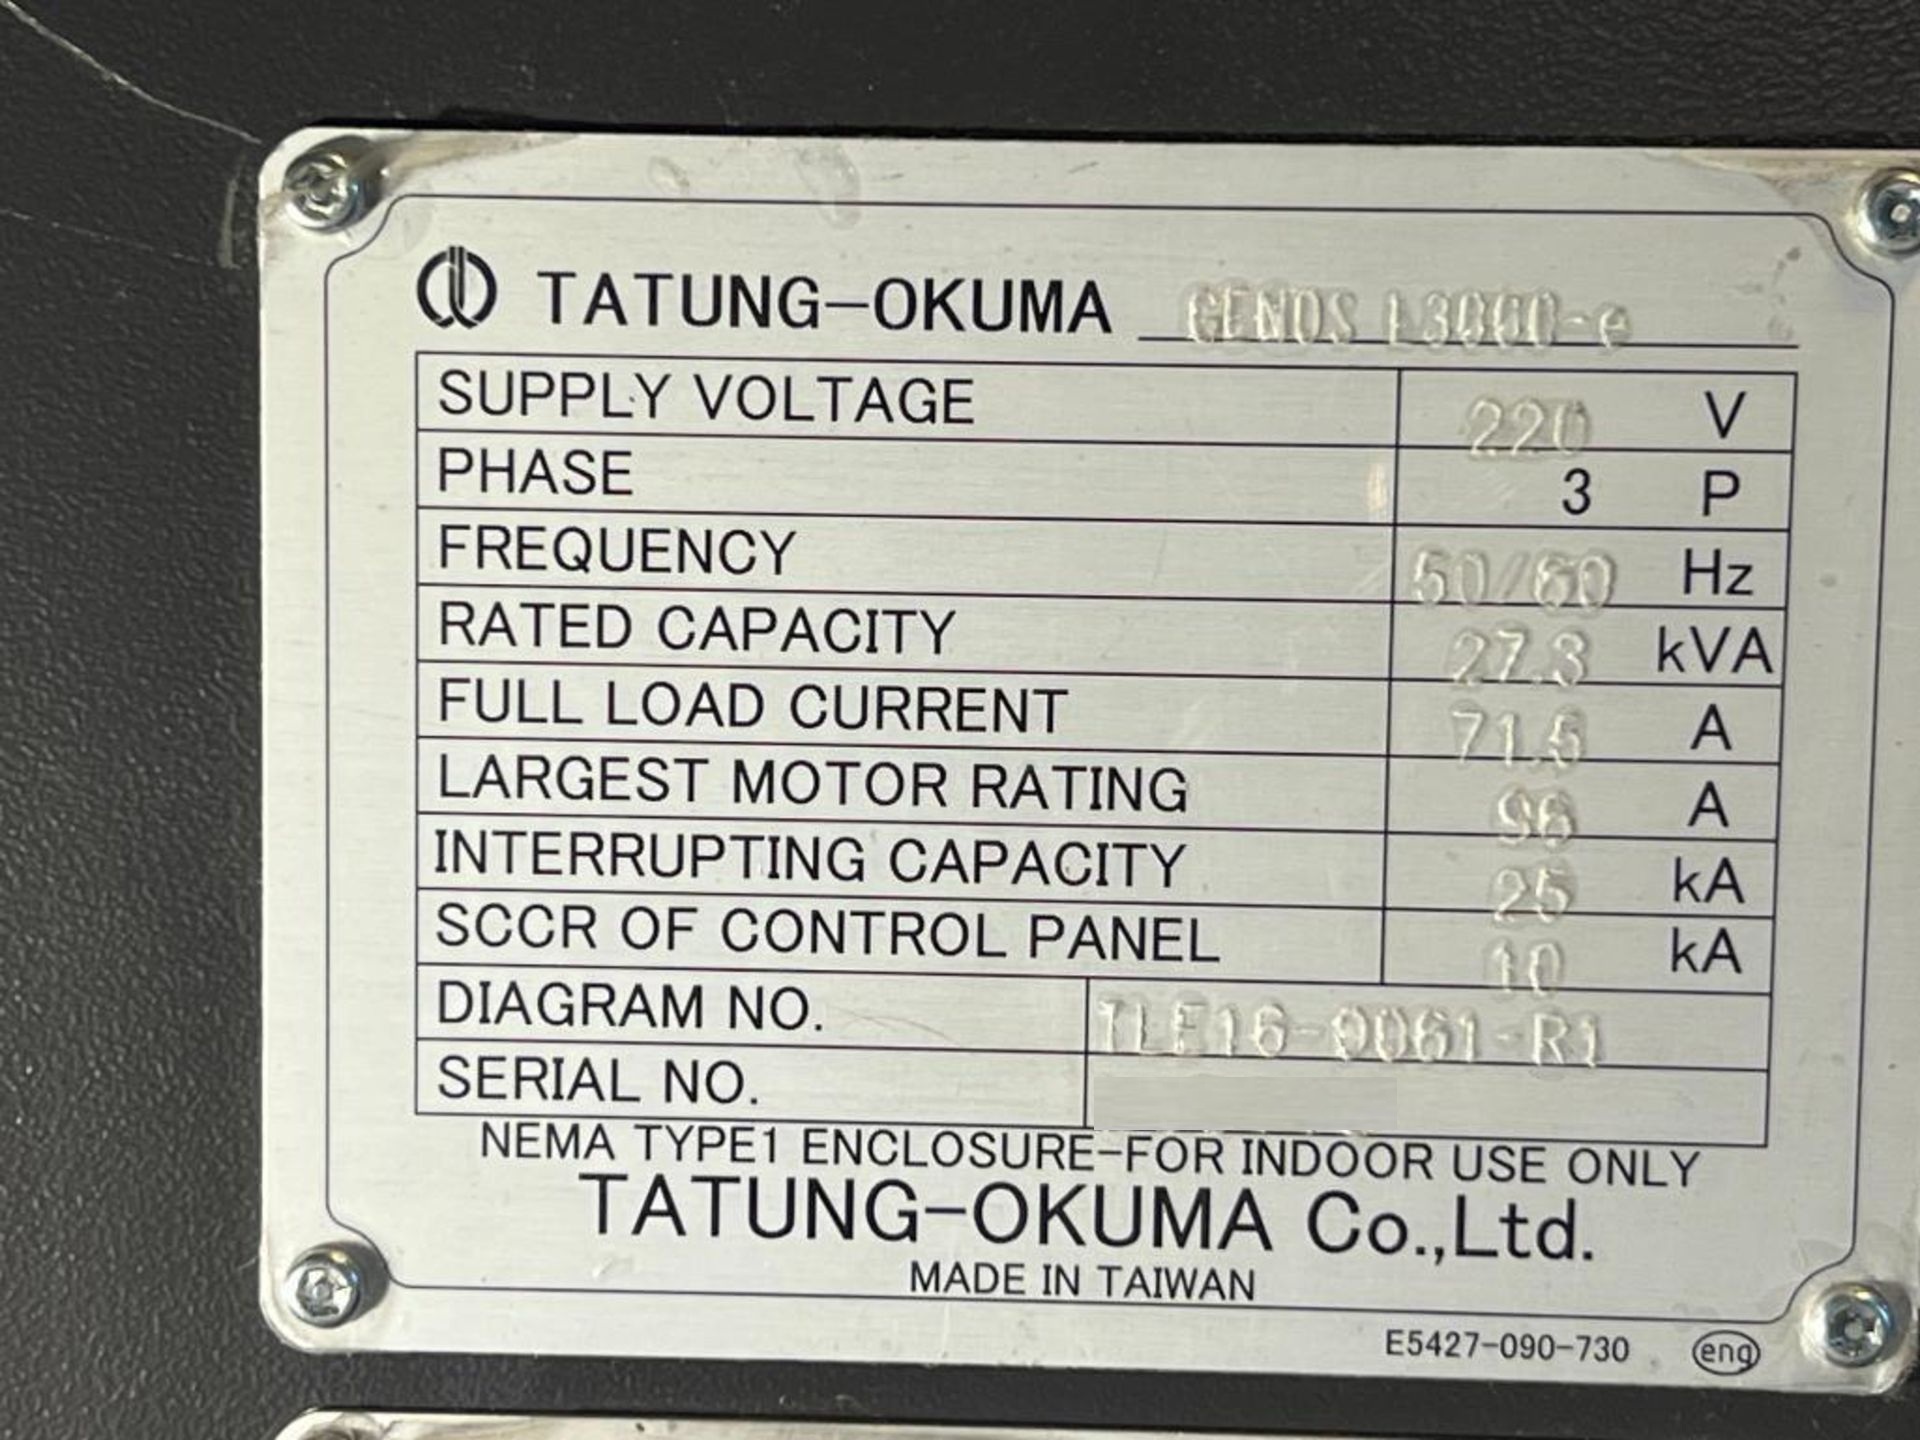 TATUNG-OKUMA GENOS L3000-e
SUPPLY VOLTAGE 220 V
PHASE 3 P
FREQUENCY 50/60 Hz
RATED CAPACITY 27.3 kVA
FULL LOAD CURRENT 71.6 A
LARGEST MOTOR RATING 96 A
INTERRUPTING CAPACITY 25 kA
SCCR OF CONTROL PANEL 10 kA
DIAGRAM NO. TLE16-0061-R1
SERIAL NO.
NEMA TYPE1 ENCLOSURE-FOR INDOOR USE ONLY
TATUNG-OKUMA Co.,Ltd.
MADE IN TAIWAN
E5427-090-730 eng